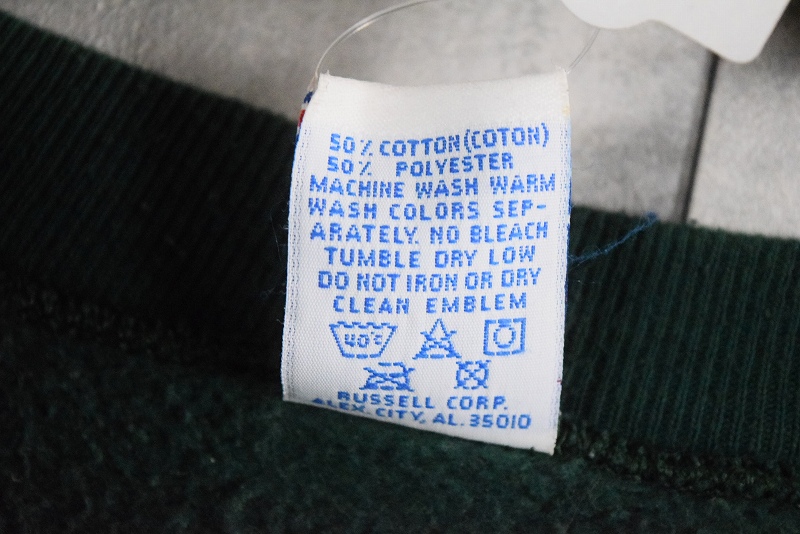 50% COTTON(COTON)
50% POLYESTER
MACHINE WASH WARM
WASH COLORS SEP-
ARATELY. NO BLEACH
TUMBLE DRY LOW
DO NOT IRON OR DRY
CLEAN EMBLEM
40°C
RUSSELL CORP.
ALEX. CITY, AL. 35010